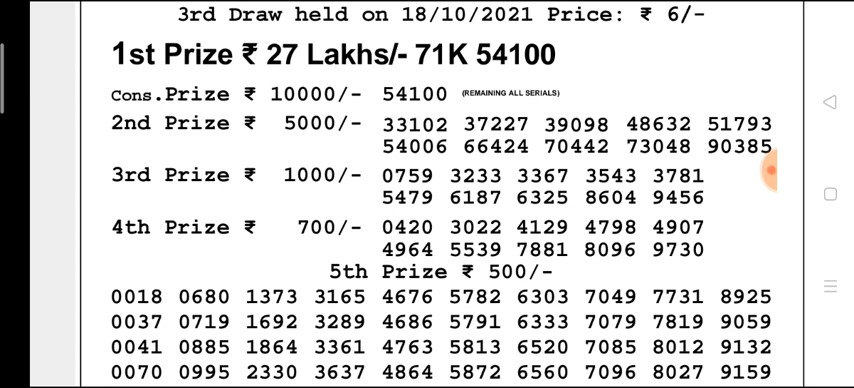 3rd Draw held on 18/10/2021 Price: ₹ 6/-
1st Prize ₹ 27 Lakhs/- 71K 54100
Cons.Prize ₹ 10000/- 54100 (REMAINING ALL SERIALS)
2nd Prize ₹ 5000/- 33102 37227 39098 48632 51793
54006 66424 70442 73048 90385
3rd Prize ₹ 1000/- 0759 3233 3367 3543 3781
5479 6187 6325 8604 9456
4th Prize ₹ 700/- 0420 3022 4129 4798 4907
4964 5539 7881 8096 9730
5th Prize ₹ 500/-
0018 0680 1373 3165 4676 5782 6303 7049 7731 8925
0037 0719 1692 3289 4686 5791 6333 7079 7819 9059
0041 0885 1864 3361 4763 5813 6520 7085 8012 9132
0070 0995 2330 3637 4864 5872 6560 7096 8027 9159